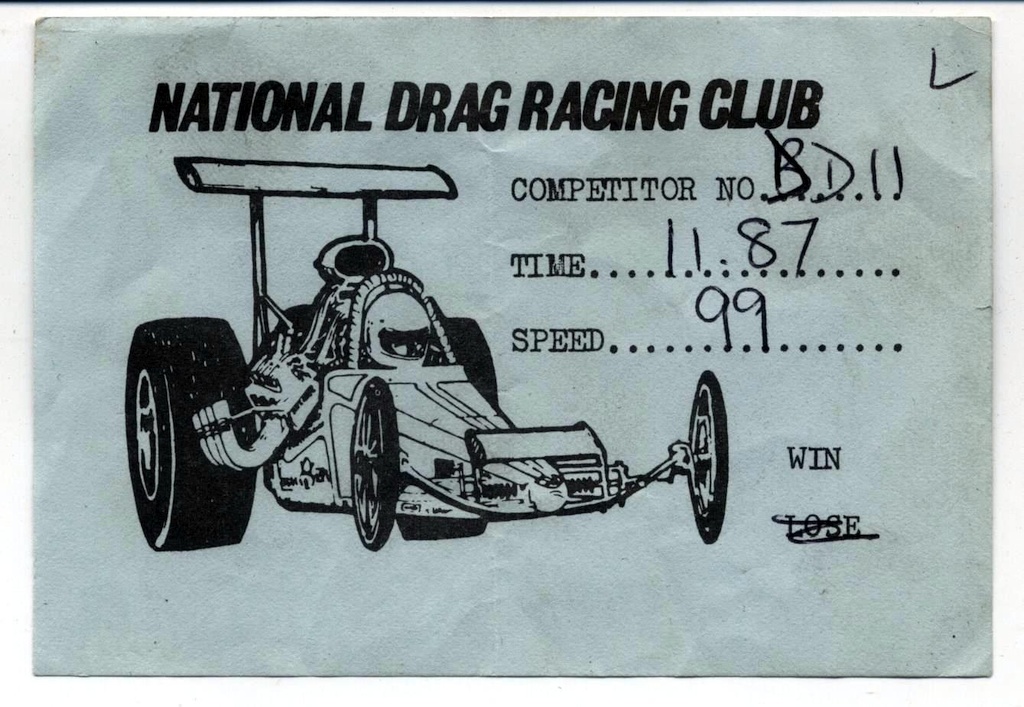 L
NATIONAL DRAG RACING CLUB
COMPETITOR NO. BD.11
TIME....11.87......
SPEED.......99.......
WIN
LOSE